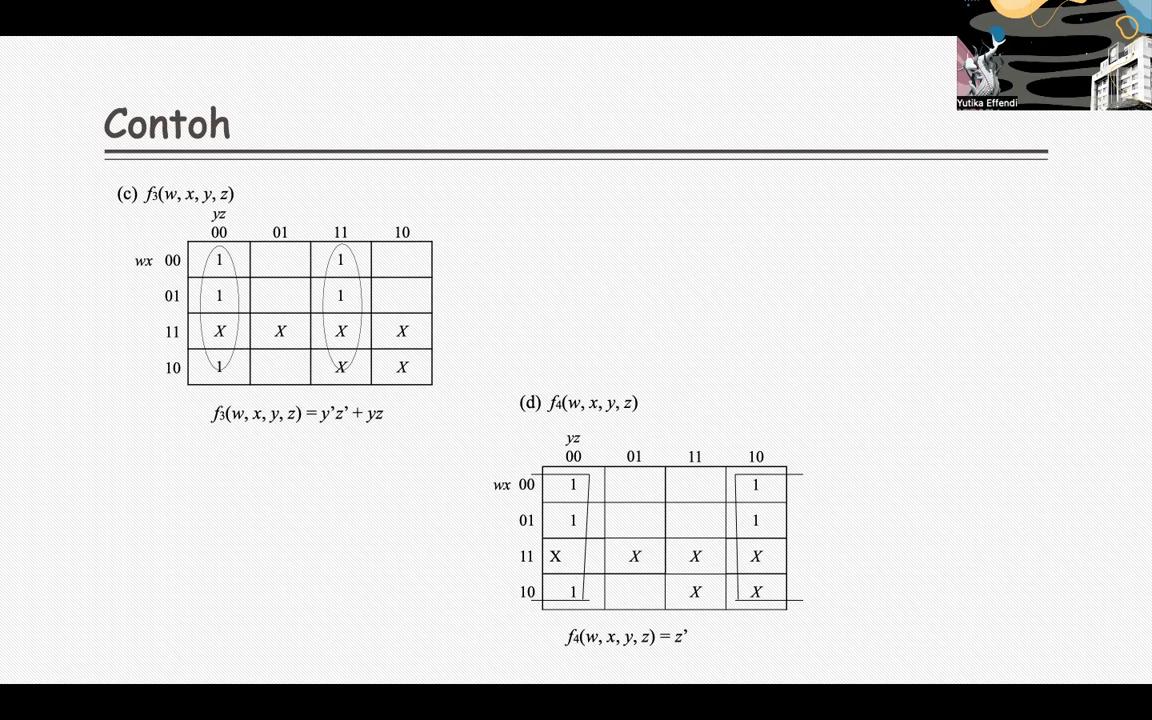 Yutika Effendi
Contoh
(c) f3(w, x, y, z)
yz
00 01 11 10
wx 00 1 1
01 1 1
11 X X X X
10 1 X X
f3(w, x, y, z) = y’z’ + yz
(d) f4(w, x, y, z)
yz
00 01 11 10
wx 00 1 1
01 1 1
11 X X X X
10 1 X X
f4(w, x, y, z) = z’